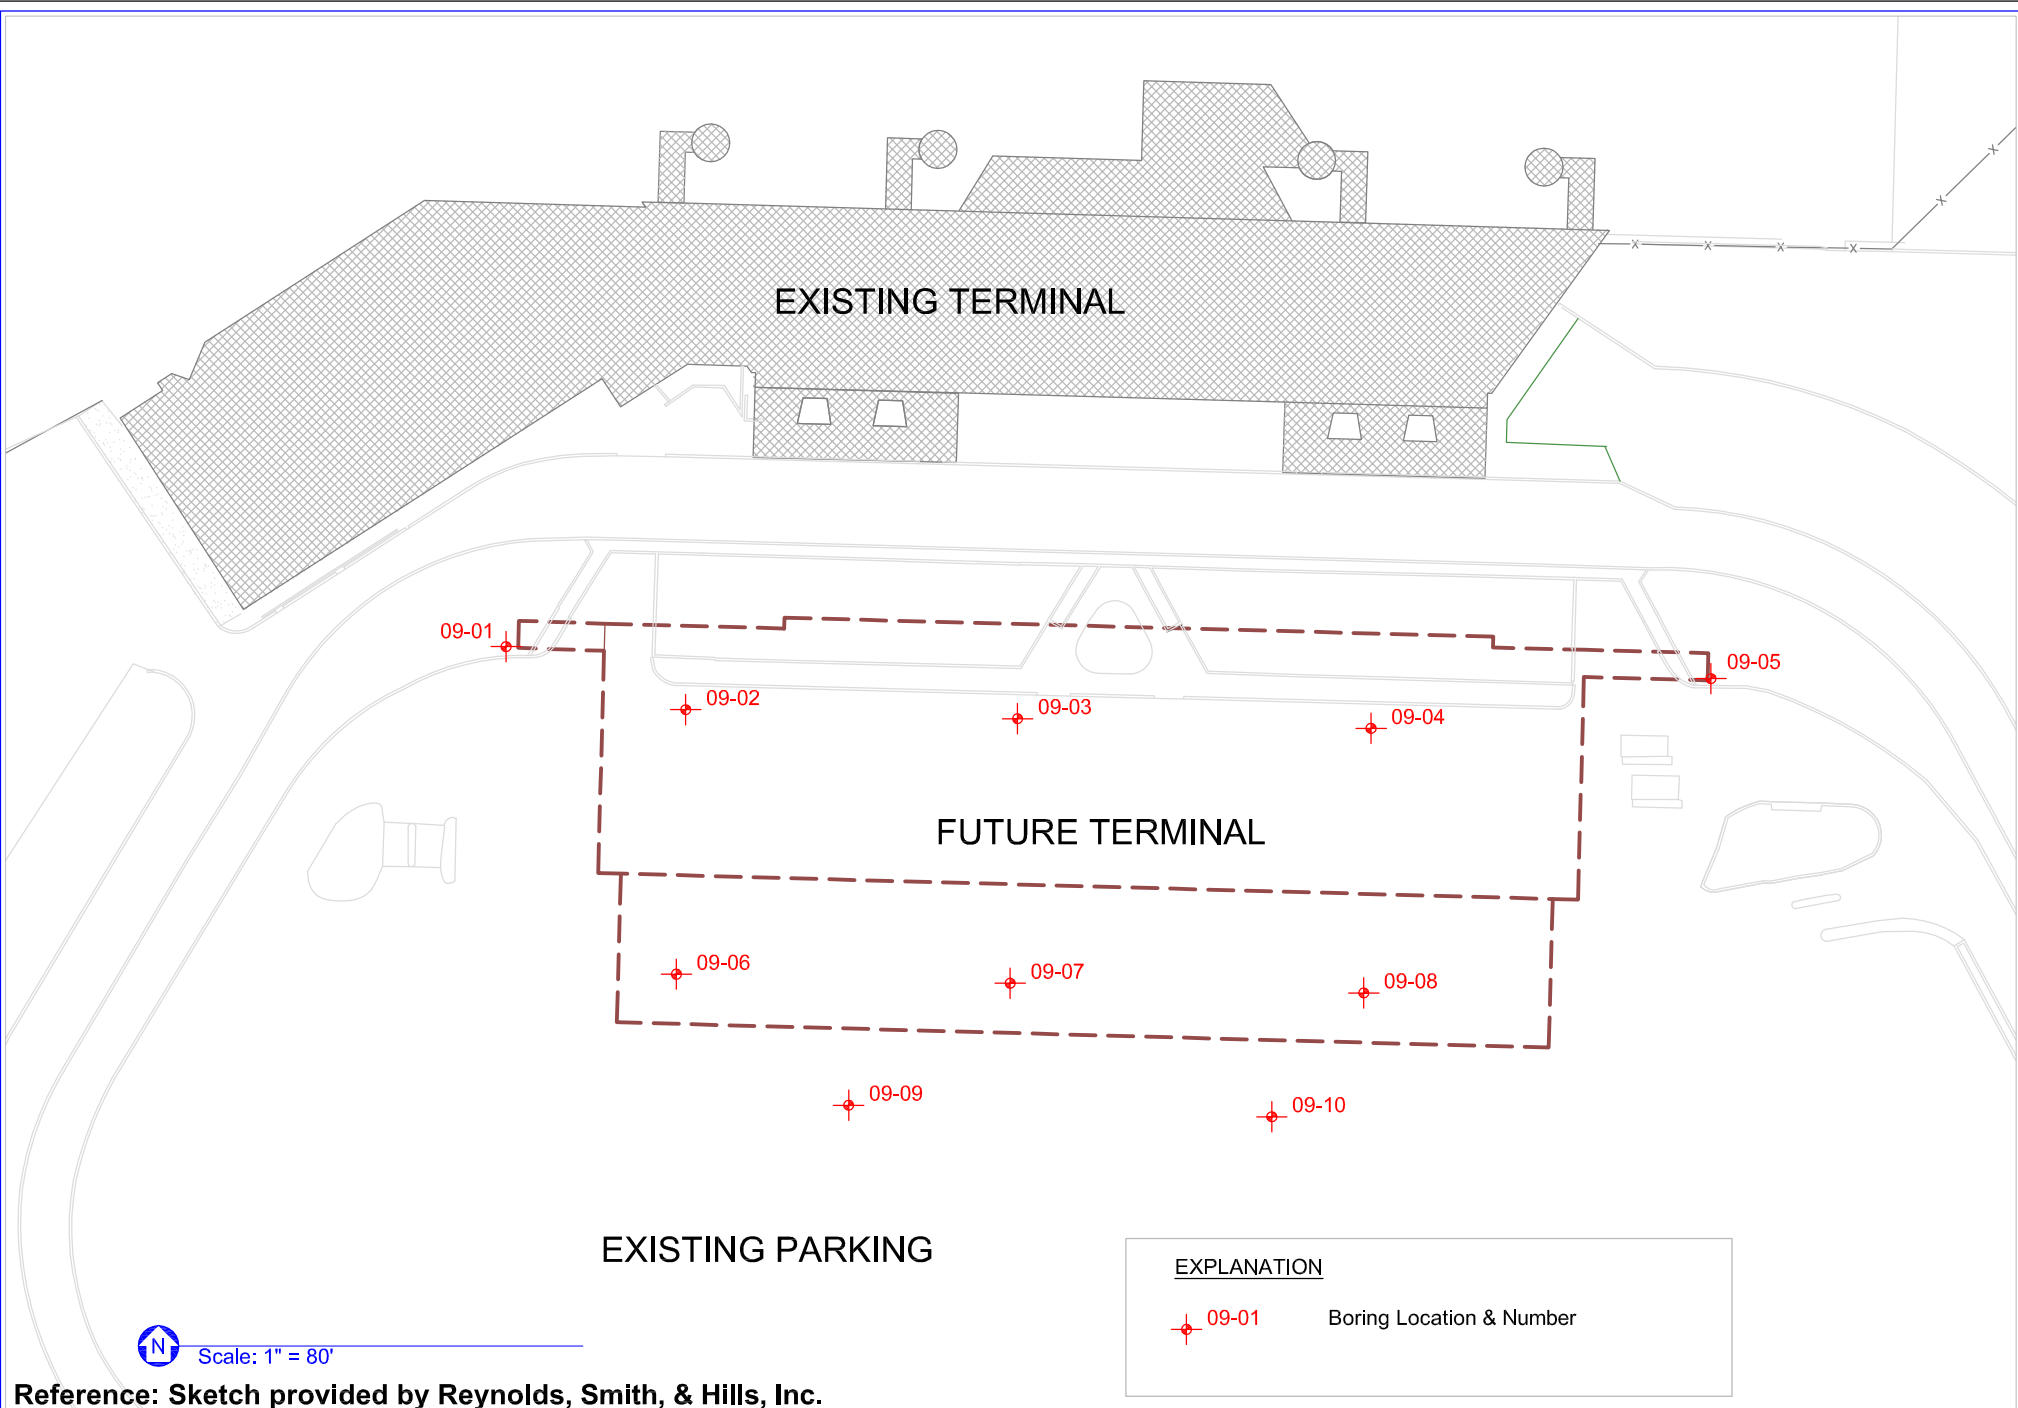 EXISTING TERMINAL
X X X X
X
X
09-01
09-05
09-02
09-03
09-04
FUTURE TERMINAL
09-06
09-07
09-08
09-09
09-10
EXISTING PARKING
EXPLANATION
09-01 Boring Location & Number
N
Scale: 1" = 80'
Reference: Sketch provided by Reynolds, Smith, & Hills, Inc.